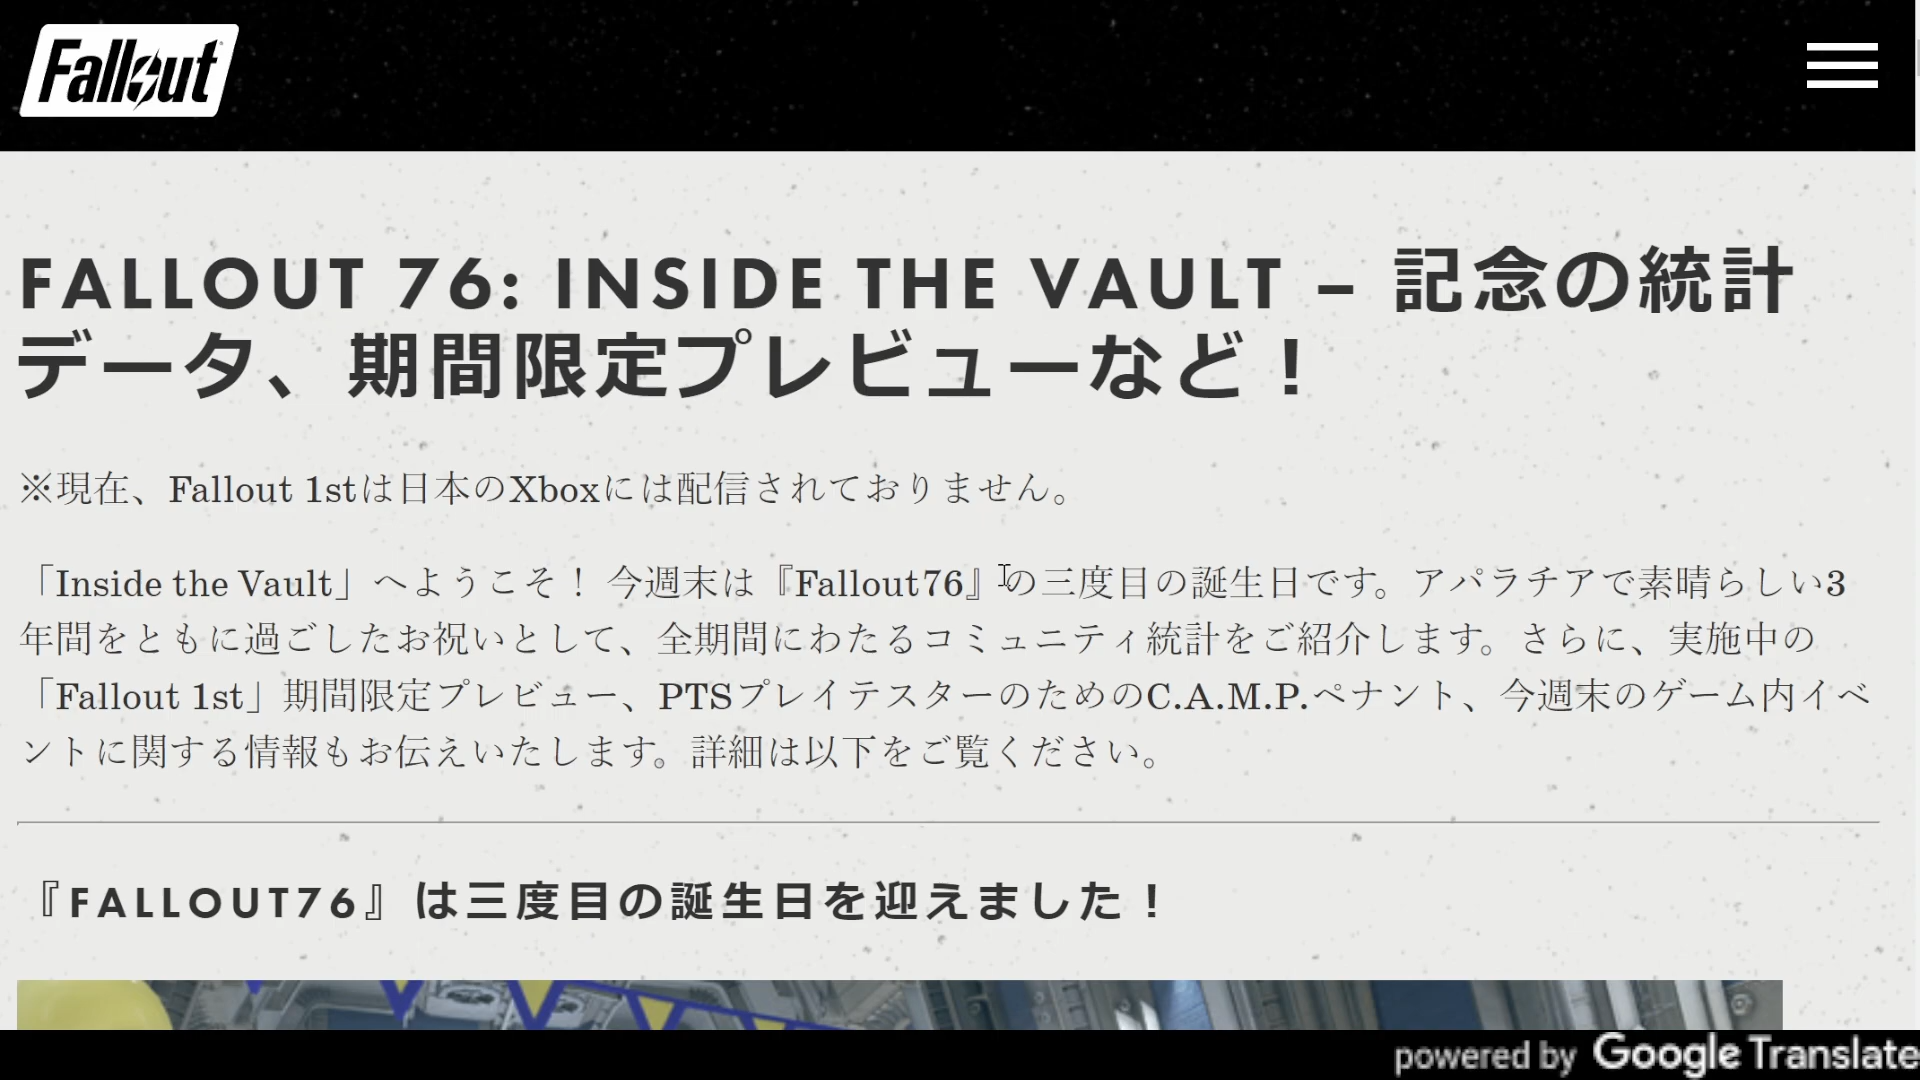 Fallout
FALLOUT 76: INSIDE THE VAULT – 記念の統計
データ、期間限定プレビューなど！
※現在、Fallout 1stは日本のXboxには配信されておりません。
「Inside the Vault」へようこそ！ 今週末は『Fallout76』の三度目の誕生日です。アパラチアで素晴らしい3
年間をともに過ごしたお祝いとして、全期間にわたるコミュニティ統計をご紹介します。さらに、実施中の
「Fallout 1st」期間限定プレビュー、PTSプレイテスターのためのC.A.M.P.ペナント、今週末のゲーム内イベ
ントに関する情報もお伝えいたします。詳細は以下をご覧ください。
『FALLOUT76』は三度目の誕生日を迎えました！
powered by Google Translate